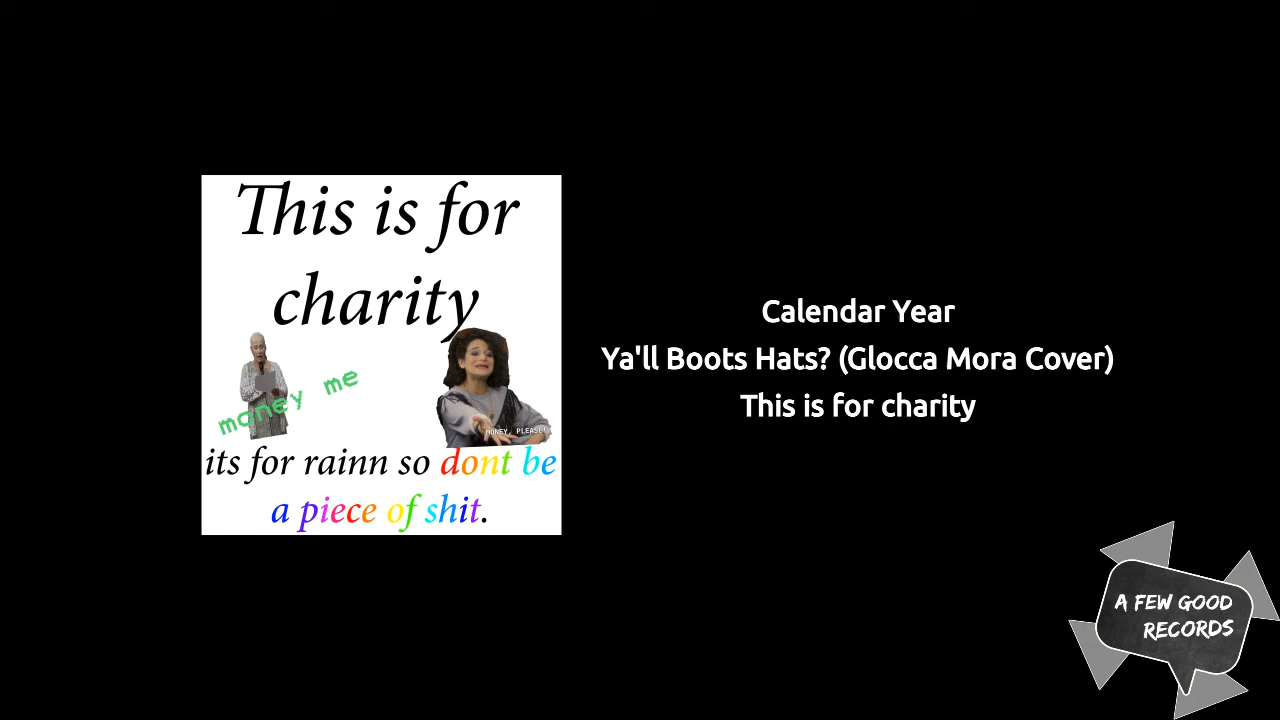 This is for
charity
money me
MONEY, PLEASE!
its for rainn so dont be
a piece of shit.
Calendar Year
Ya'll Boots Hats? (Glocca Mora Cover)
This is for charity
A FEW GOOD
RECORDS